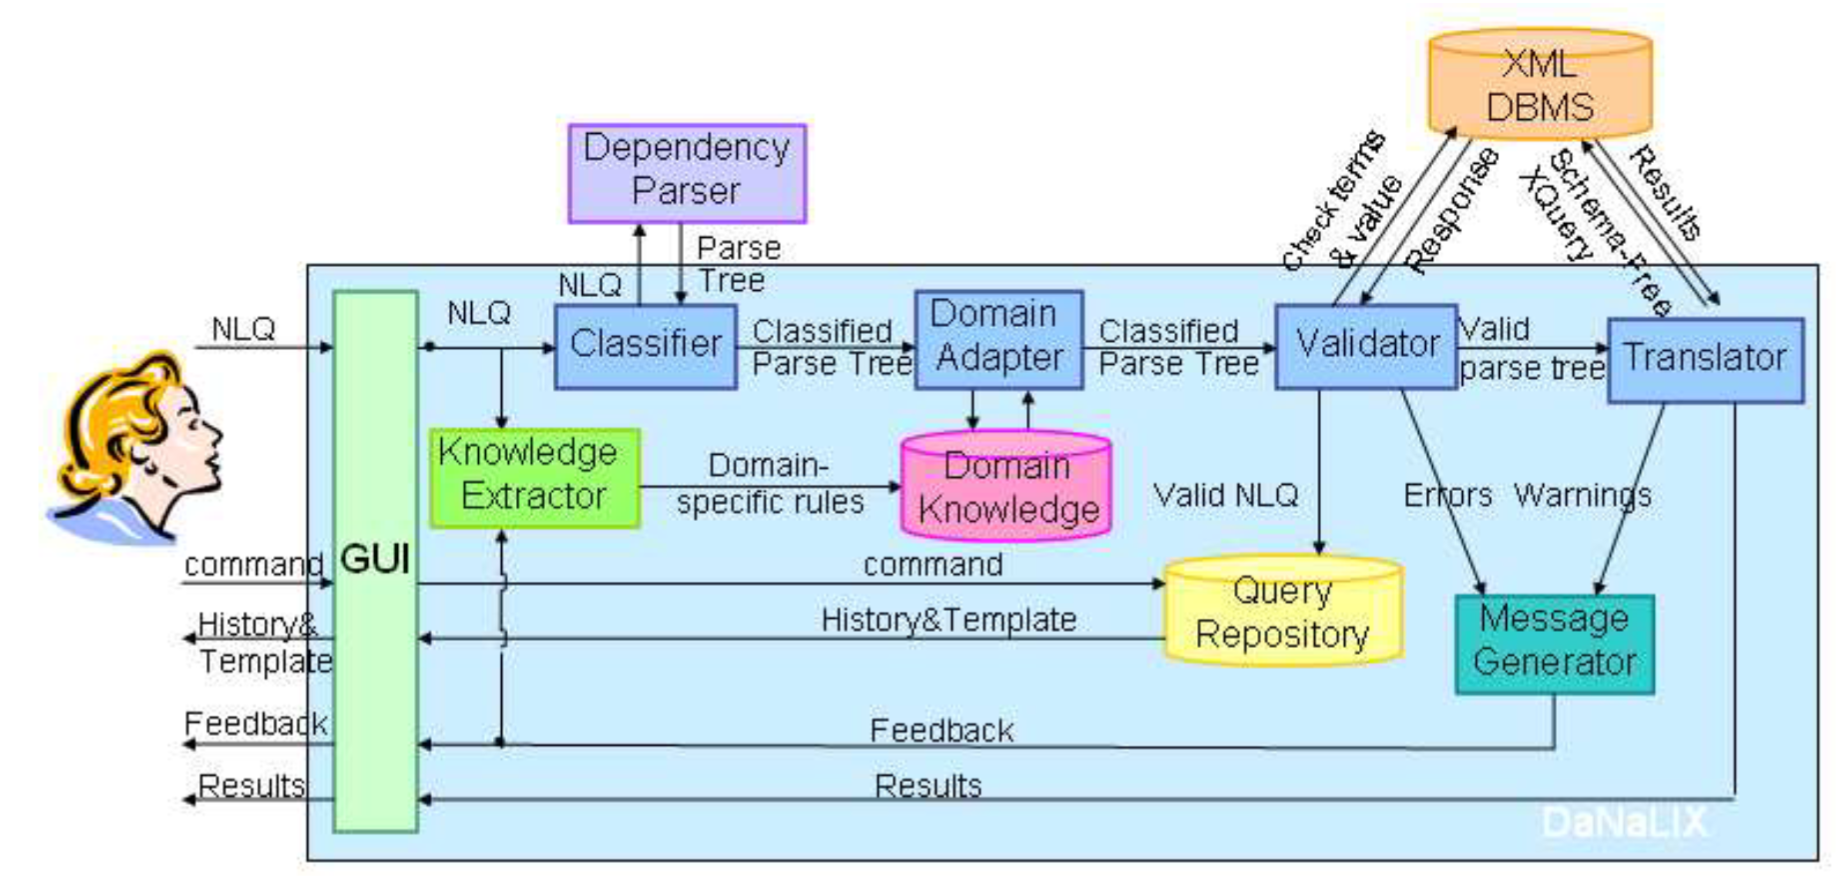 XML
DBMS
Dependency
Parser
Check terms
& value
Response
Schema-Free
XQuery
Results
Parse
Tree
NLQ
NLQ
NLQ
Classifier
Classified
Parse Tree
Domain
Adapter
Classified
Parse Tree
Validator
Valid
parse tree
Translator
Knowledge
Extractor
Domain-
specific rules
Domain
Knowledge
Valid NLQ
Errors
Warnings
GUI
command
command
Query
Repository
History&
Template
History&Template
Message
Generator
Feedback
Feedback
Results
Results
DaNaLIX